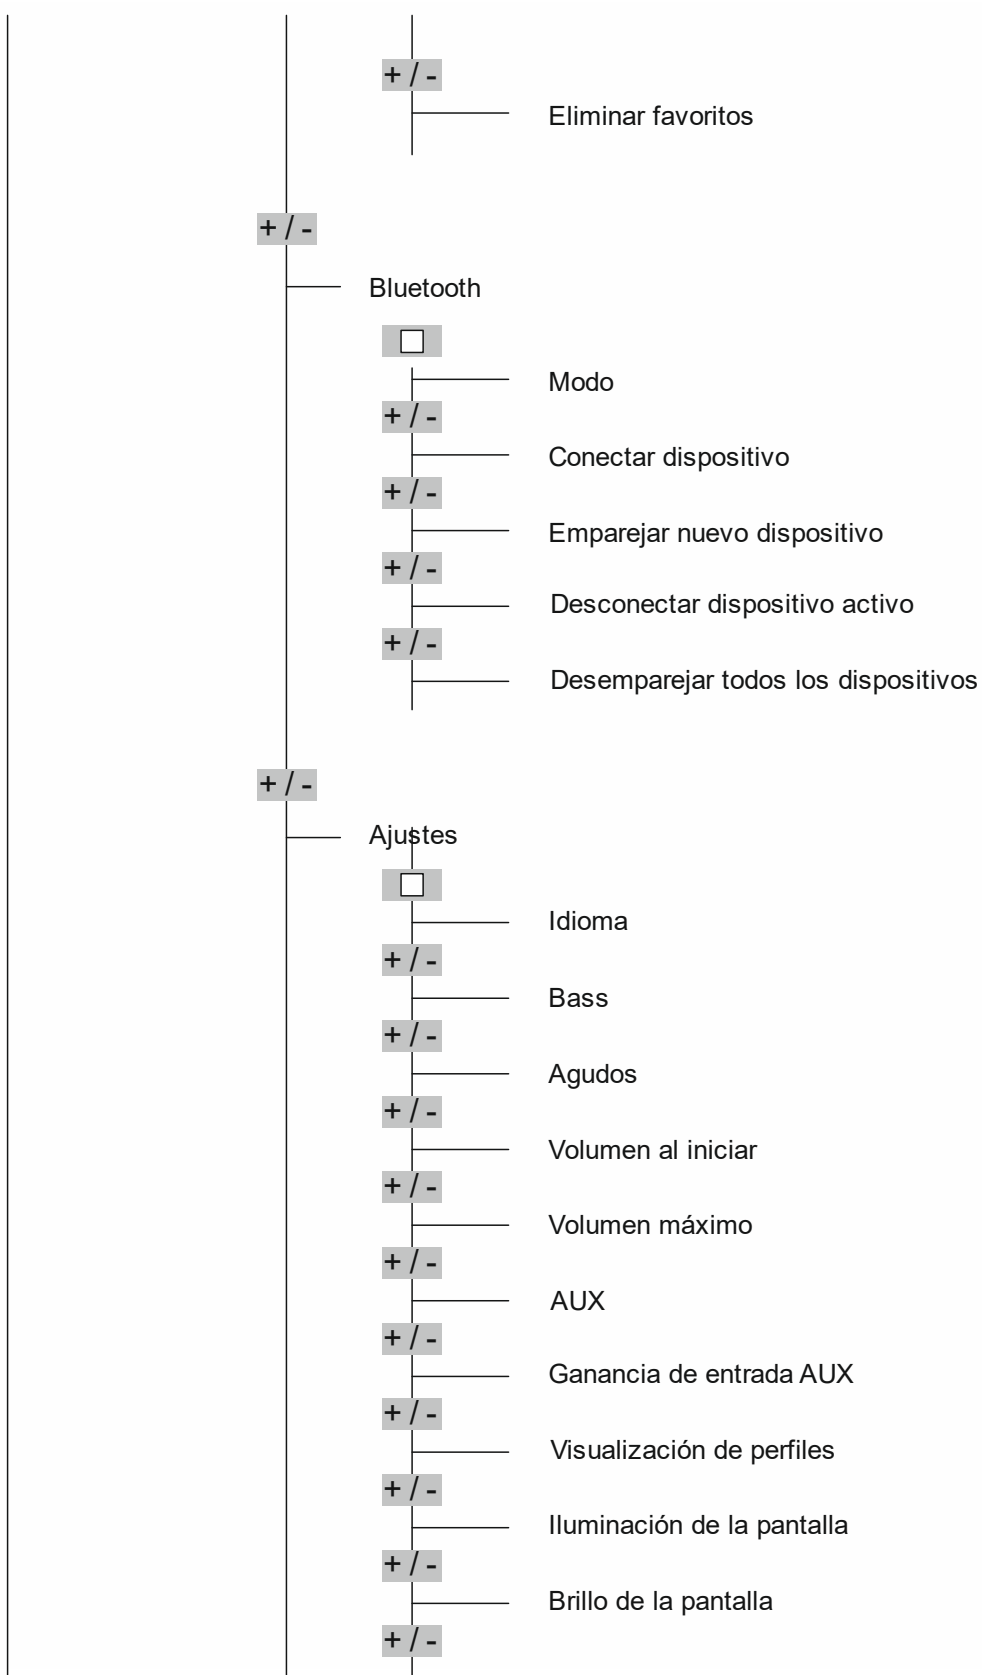 + / -
Eliminar favoritos
+ / -
Bluetooth
Modo
+ / -
Conectar dispositivo
+ / -
Emparejar nuevo dispositivo
+ / -
Desconectar dispositivo activo
+ / -
Desemparejar todos los dispositivos
+ / -
Ajustes
Idioma
+ / -
Bass
+ / -
Agudos
+ / -
Volumen al iniciar
+ / -
Volumen máximo
+ / -
AUX
+ / -
Ganancia de entrada AUX
+ / -
Visualización de perfiles
+ / -
Iluminación de la pantalla
+ / -
Brillo de la pantalla
+ / -